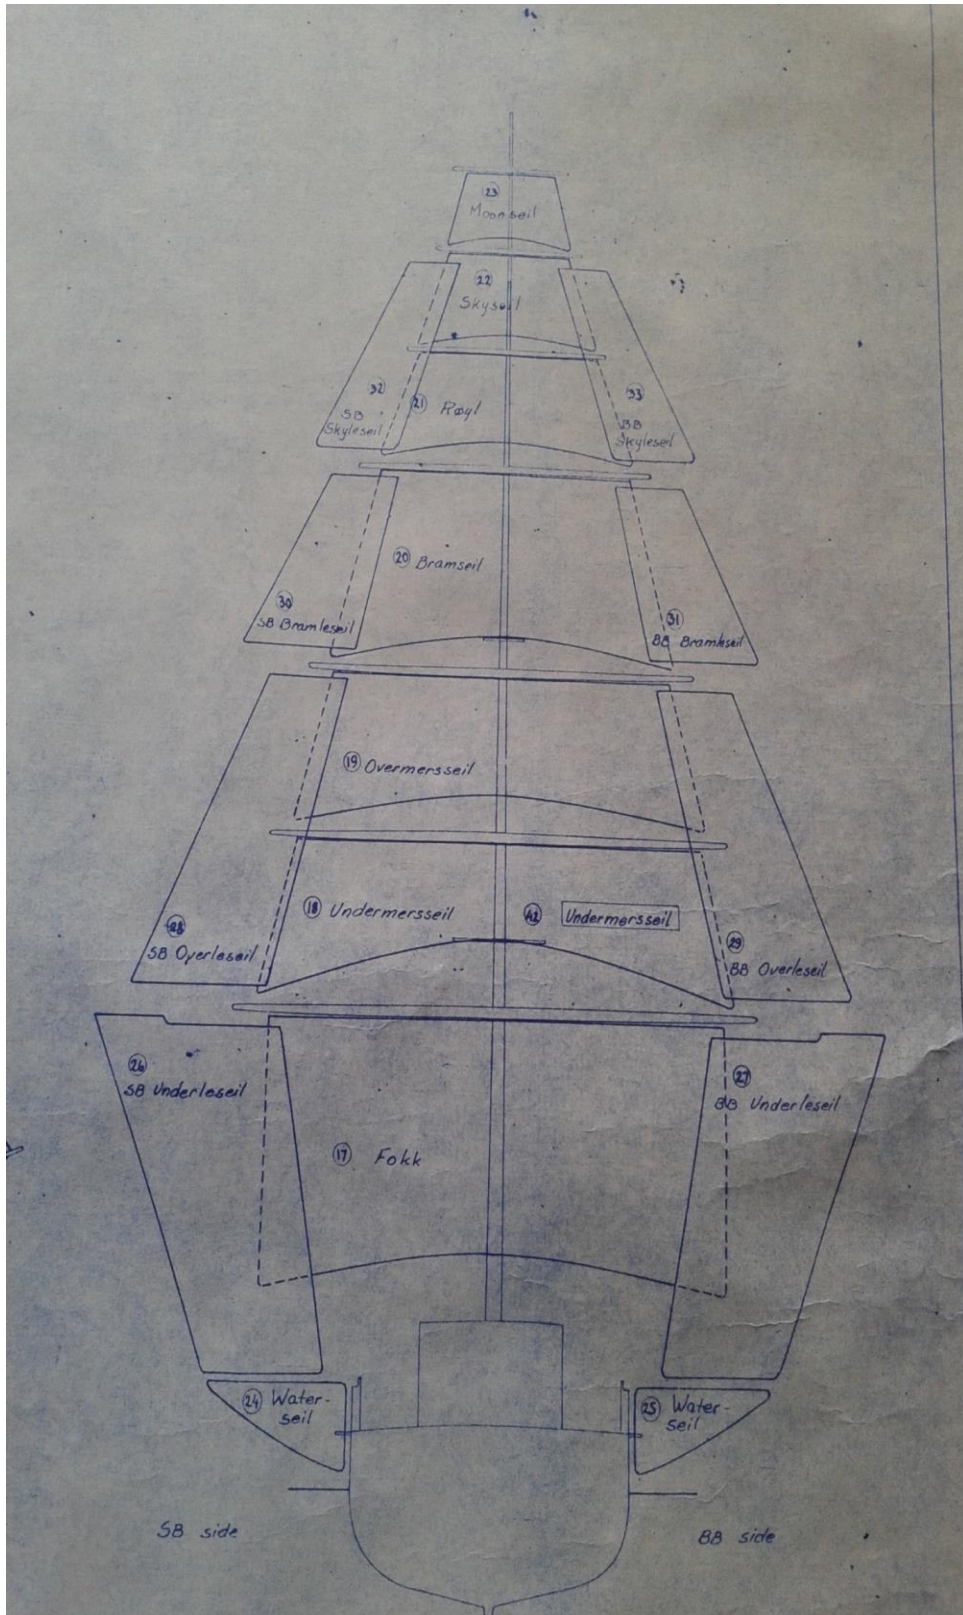 23
Moonseil
22
Skyseil
32
SB
Skyleseil
21 Røyl
33
BB
Skyleseil
20 Bramseil
30
SB Bramleseil
31
BB Bramleseil
19 Overmersseil
18 Undermersseil
42 Undermersseil
28
SB Overleseil
29
BB Overleseil
26
SB Underleseil
27
BB Underleseil
17 Fokk
24 Water-
seil
25 Water-
seil
SB side
BB side